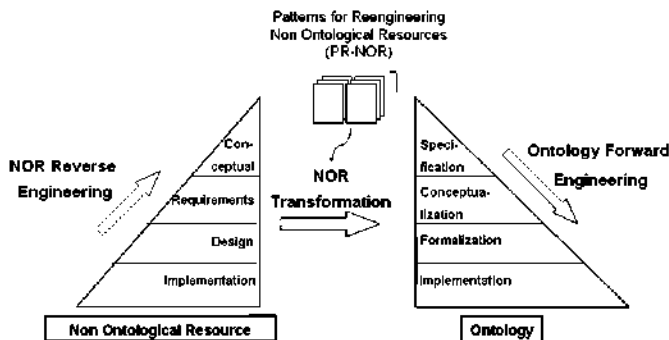 Patterns for Reengineering
Non Ontological Resources
(PR-NOR)
NOR Reverse
Engineering
Con-
ceptual
Requirements
Design
Implementation
Non Ontological Resource
NOR
Transformation
Speci-
fication
Conceptua-
lization
Formalization
Implementation
Ontology
Ontology Forward
Engineering